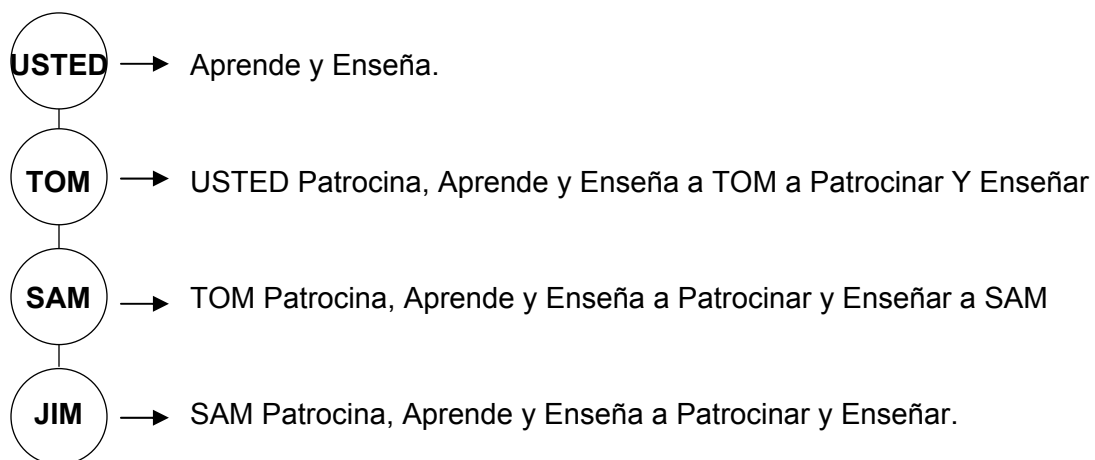 USTED Aprende y Enseña.
TOM USTED Patrocina, Aprende y Enseña a TOM a Patrocinar Y Enseñar
SAM TOM Patrocina, Aprende y Enseña a Patrocinar y Enseñar a SAM
JIM SAM Patrocina, Aprende y Enseña a Patrocinar y Enseñar.